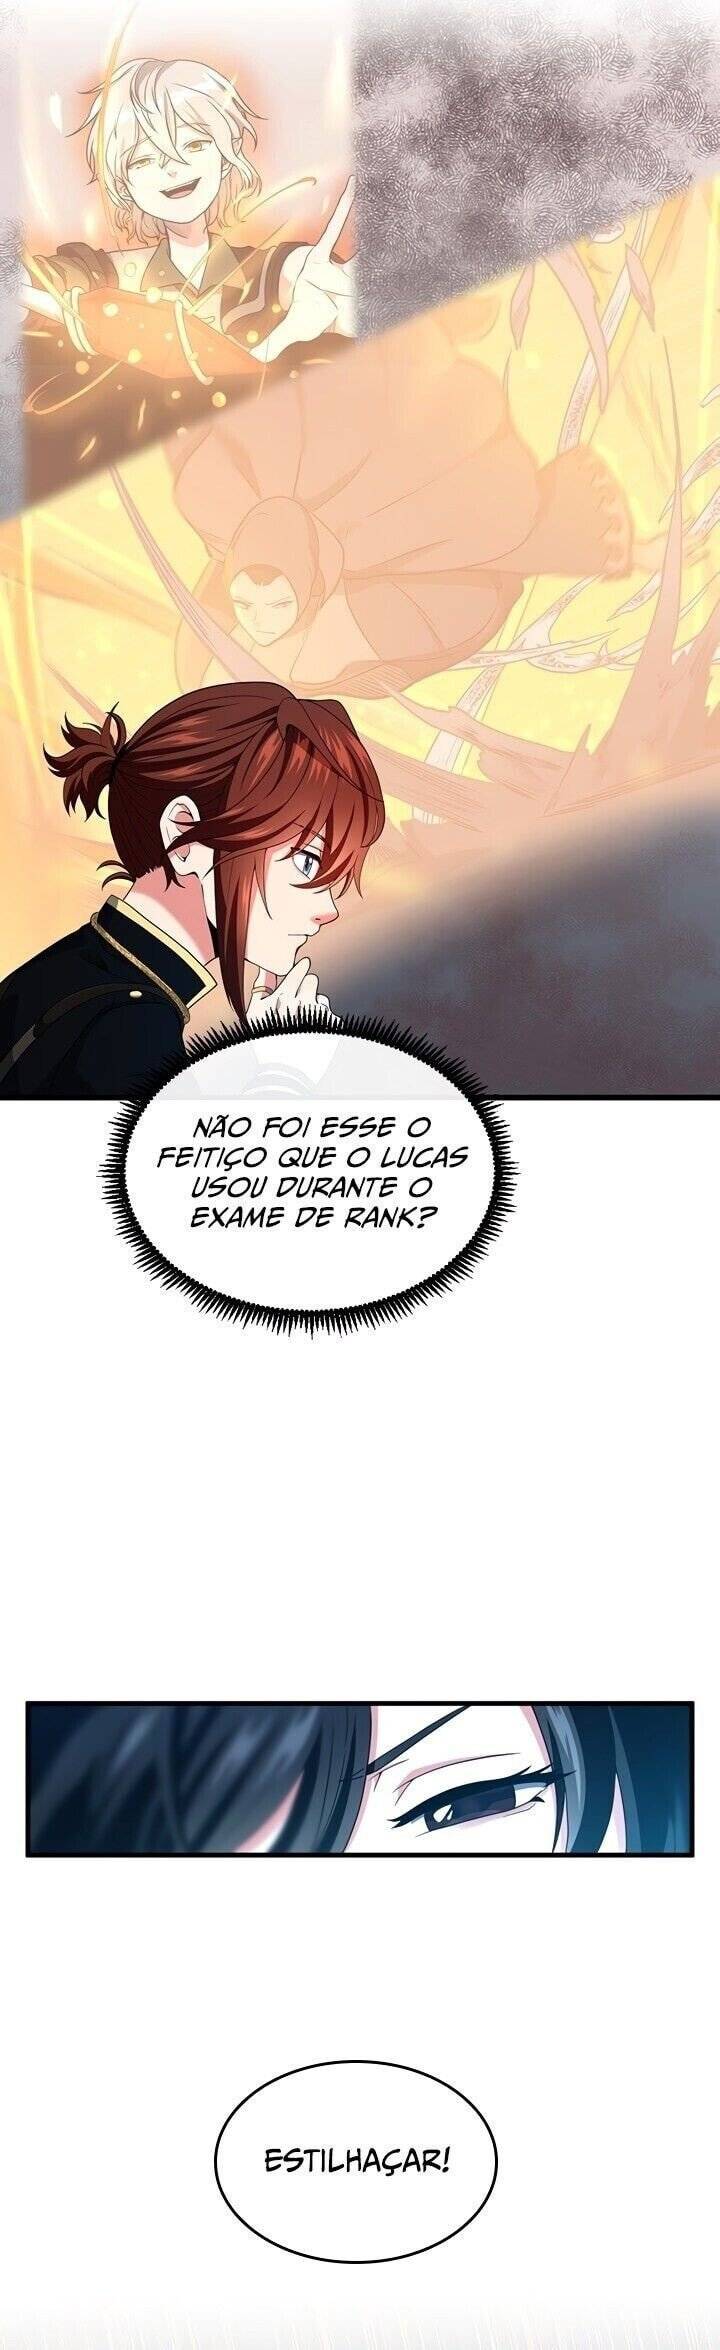 NÃO FOI ESSE O
FEITIÇO QUE O LUCAS
USOU DURANTE O
EXAME DE RANK?
ESTILHAÇAR!